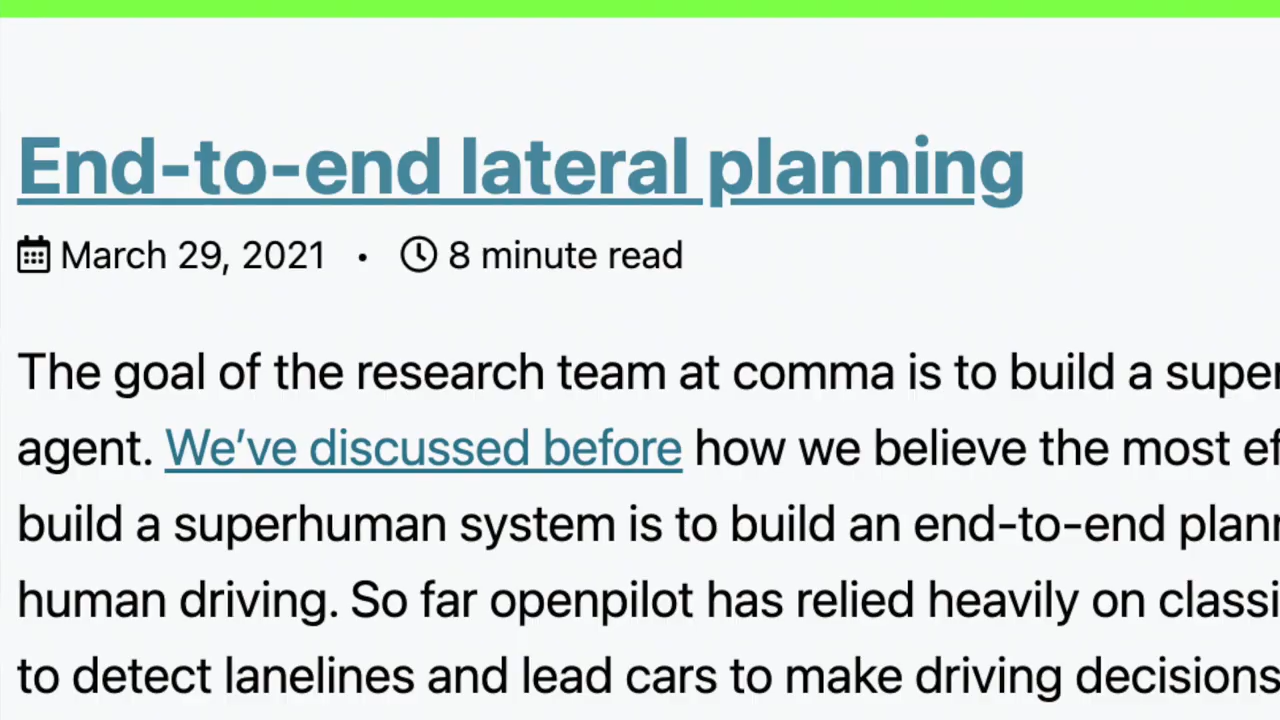 End-to-end lateral planning
March 29, 2021 • 8 minute read
The goal of the research team at comma is to build a super
agent. We’ve discussed before how we believe the most ef
build a superhuman system is to build an end-to-end plann
human driving. So far openpilot has relied heavily on classi
to detect lanelines and lead cars to make driving decisions